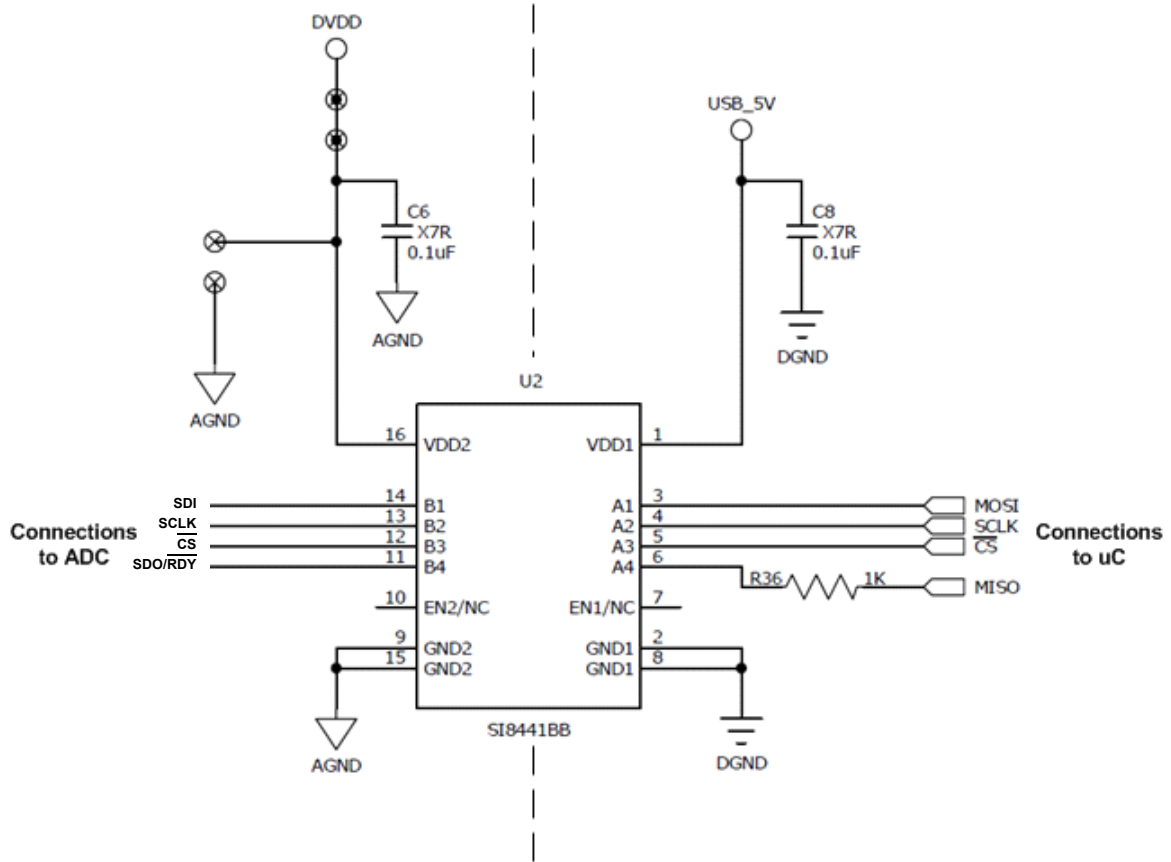 DVDD
USB_5V
C6
X7R
0.1uF
C8
X7R
0.1uF
AGND
DGND
AGND
U2
16 VDD2 VDD1 1
SDI 14 B1 A1 3 MOSI
SCLK 13 B2 A2 4 SCLK
CS 12 B3 A3 5 CS
SDO/RDY 11 B4 A4 6
Connections
to ADC
Connections
to uC
R36 1K MISO
10 EN2/NC EN1/NC 7
9 GND2 GND1 2
15 GND2 GND1 8
SI8441BB
AGND
DGND